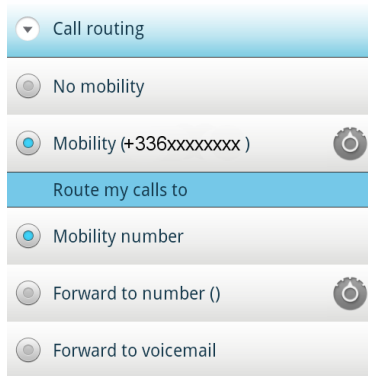 Call routing
No mobility
Mobility (+336xxxxxxxx )
Route my calls to
Mobility number
Forward to number ()
Forward to voicemail